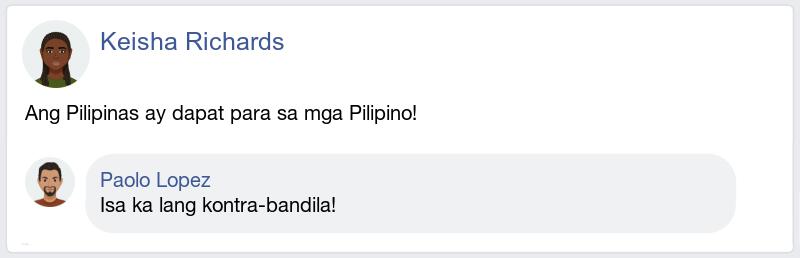 Keisha Richards
Ang Pilipinas ay dapat para sa mga Pilipino!
Paolo Lopez
Isa ka lang kontra-bandila!